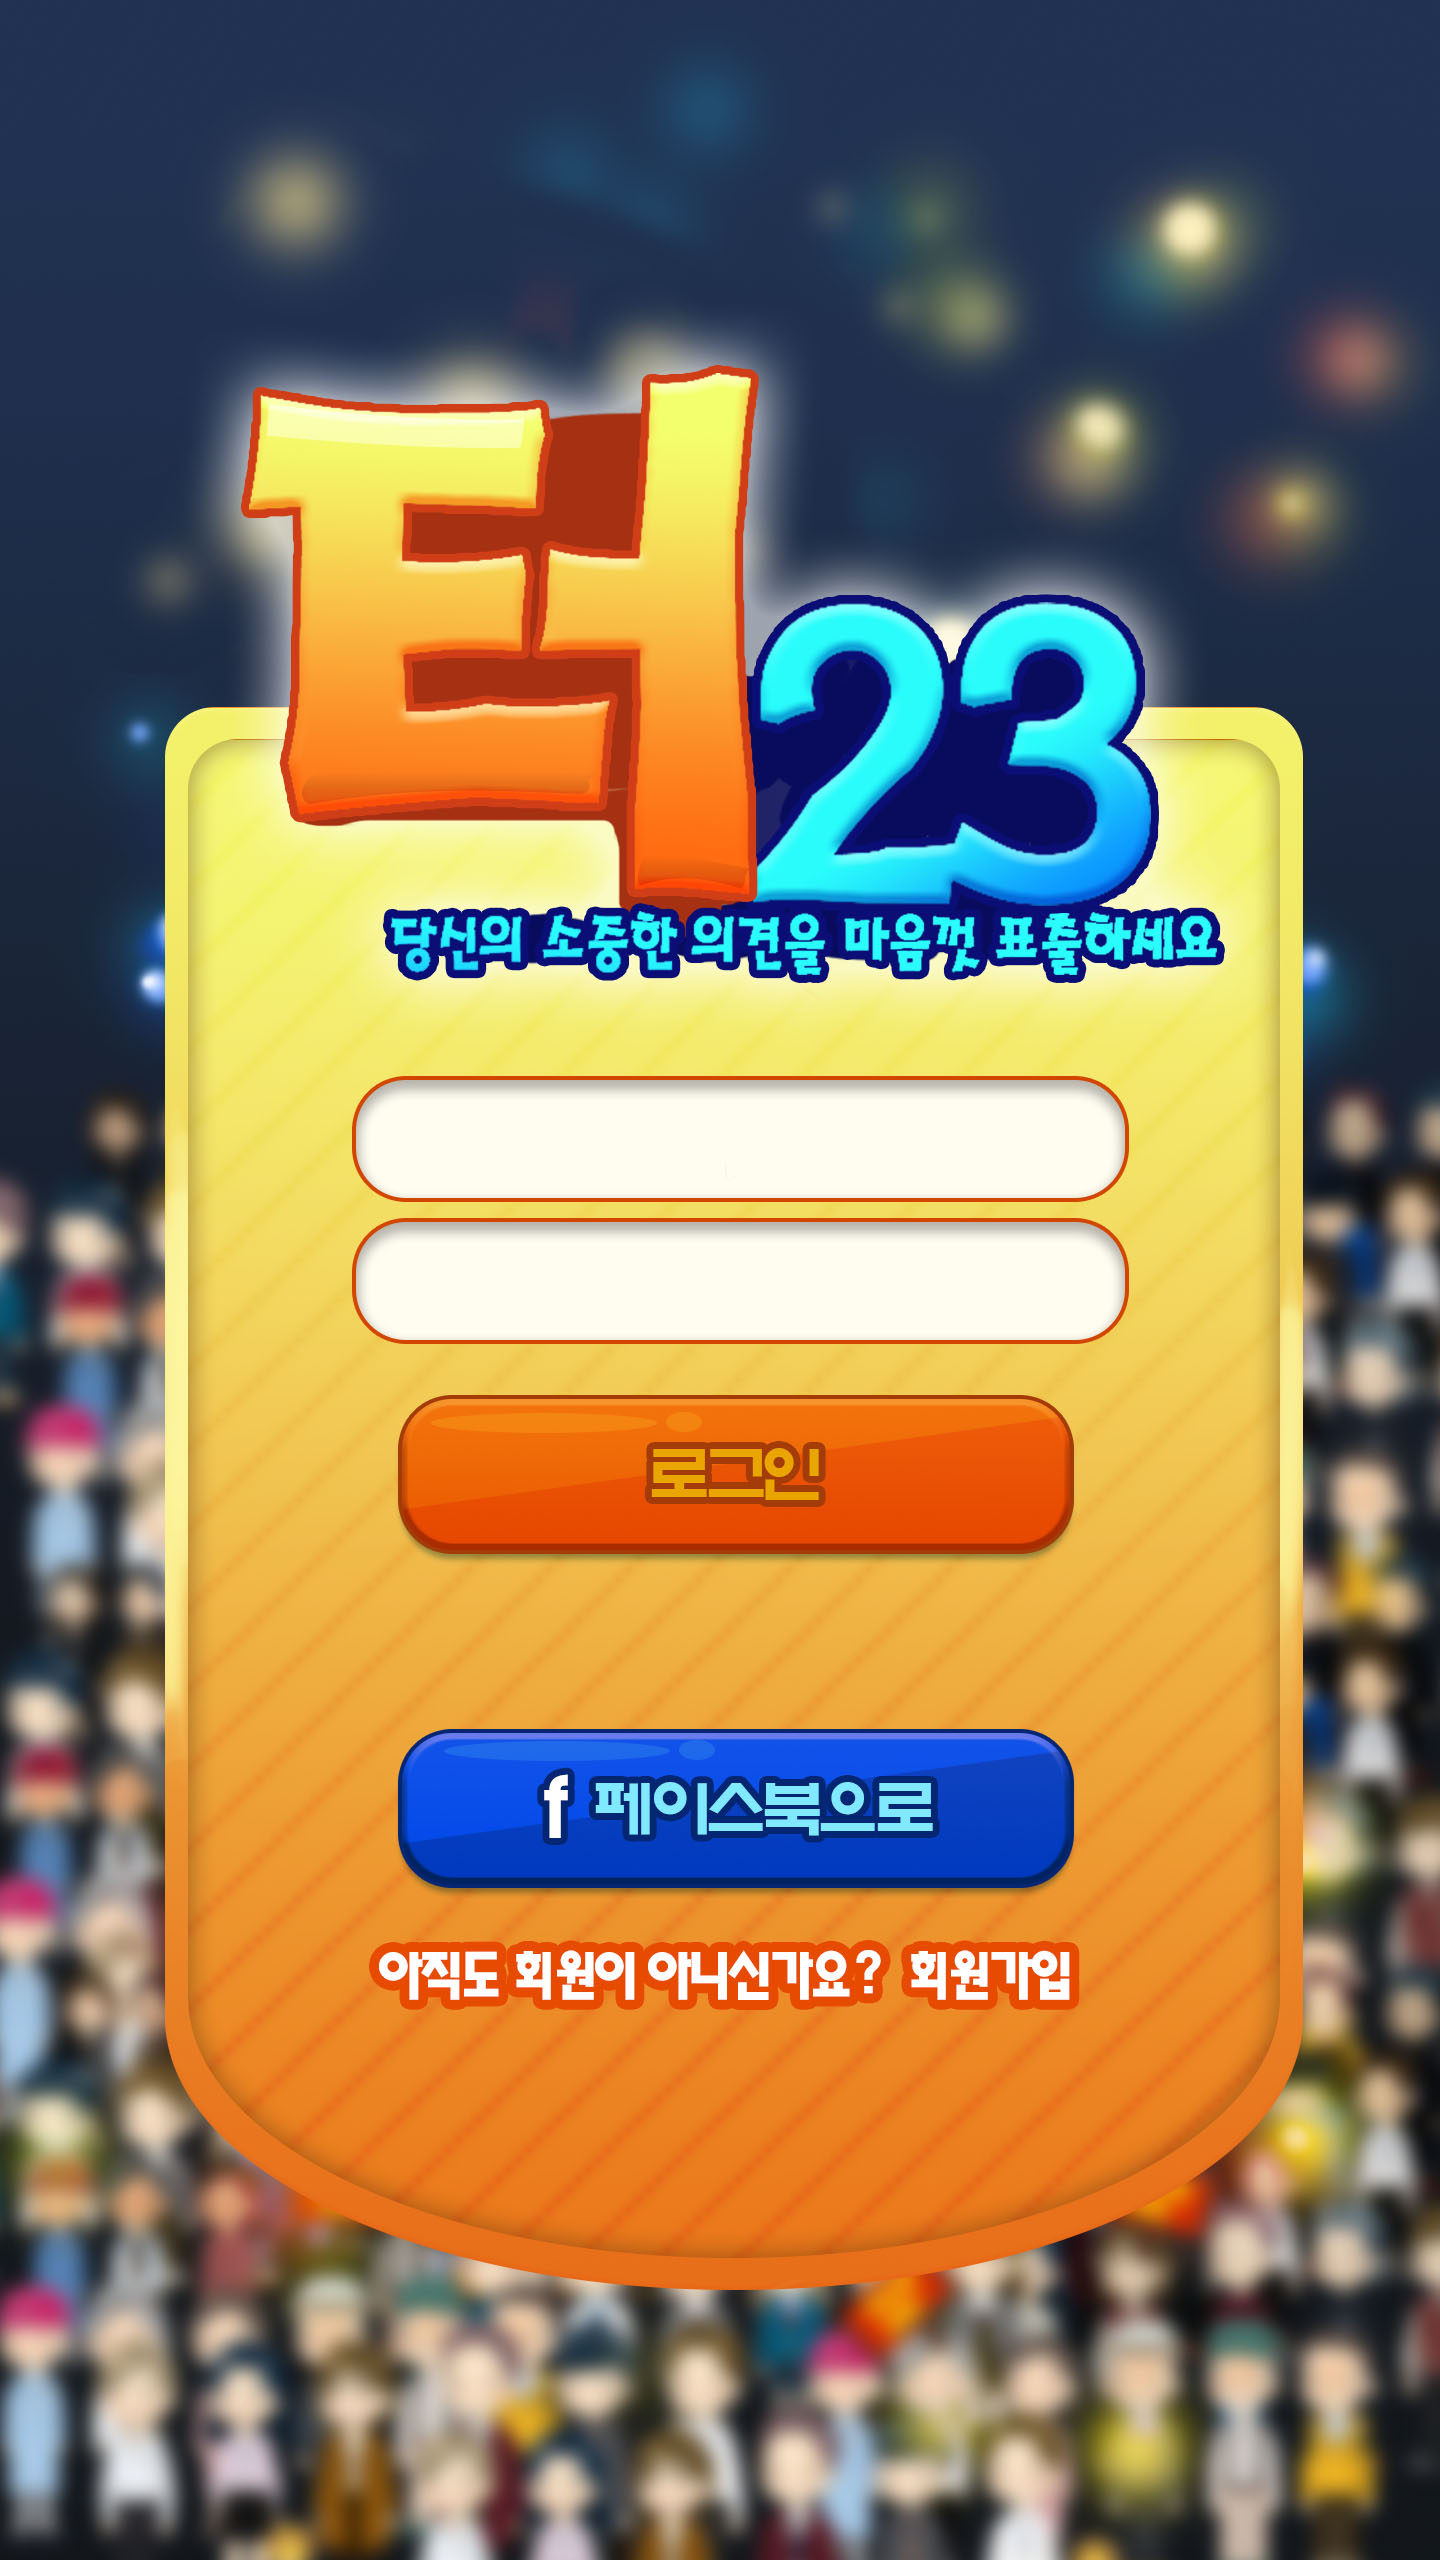 터23
당신의 소중한 의견을 마음껏 표출하세요
로그인
f 페이스북으로
아직도 회원이 아니신가요? 회원가입